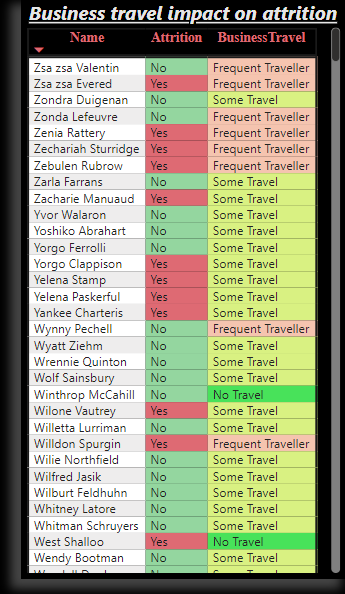 Business travel impact on attrition
Name Attrition BusinessTravel
Zsa zsa Valentin No Frequent Traveller
Zsa zsa Evered Yes Frequent Traveller
Zondra Duigenan No Some Travel
Zonda Lefeuvre No Frequent Traveller
Zenia Rattery Yes Frequent Traveller
Zechariah Sturridge Yes Frequent Traveller
Zebulen Rubrow Yes Frequent Traveller
Zarla Farrans No Some Travel
Zacharie Manuaud Yes Some Travel
Yvor Walaron No Some Travel
Yoshiko Abrahart No Some Travel
Yorgo Ferrolli No Some Travel
Yorgo Clappison Yes Some Travel
Yelena Stamp Yes Some Travel
Yelena Paskerful Yes Some Travel
Yankee Charteris Yes Some Travel
Wynny Pechell No Frequent Traveller
Wyatt Ziehm No Some Travel
Wrennie Quinton No Some Travel
Wolf Sainsbury No Some Travel
Winthrop McCahill No No Travel
Wilone Vautrey Yes Some Travel
Willetta Lurriman No Some Travel
Willdon Spurgin Yes Frequent Traveller
Wilie Northfield No Some Travel
Wilfred Jasik No Some Travel
Wilburt Feldhuhn No Some Travel
Whitney Latore No Some Travel
Whitman Schruyers No Some Travel
West Shalloo Yes No Travel
Wendy Bootman No Some Travel